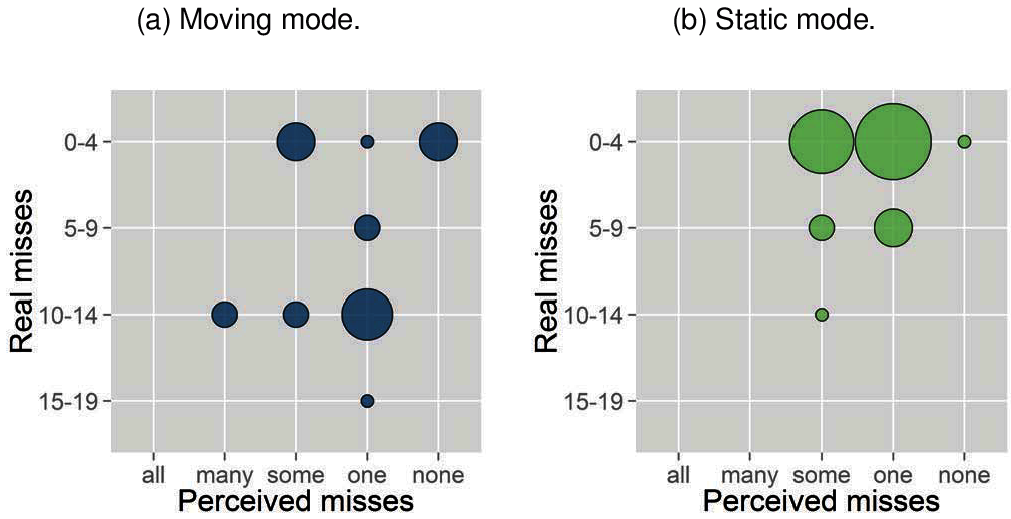 (a) Moving mode.
Real misses
0-4
5-9
10-14
15-19
all many some one none
Perceived misses
(b) Static mode.
Real misses
0-4
5-9
10-14
15-19
all many some one none
Perceived misses